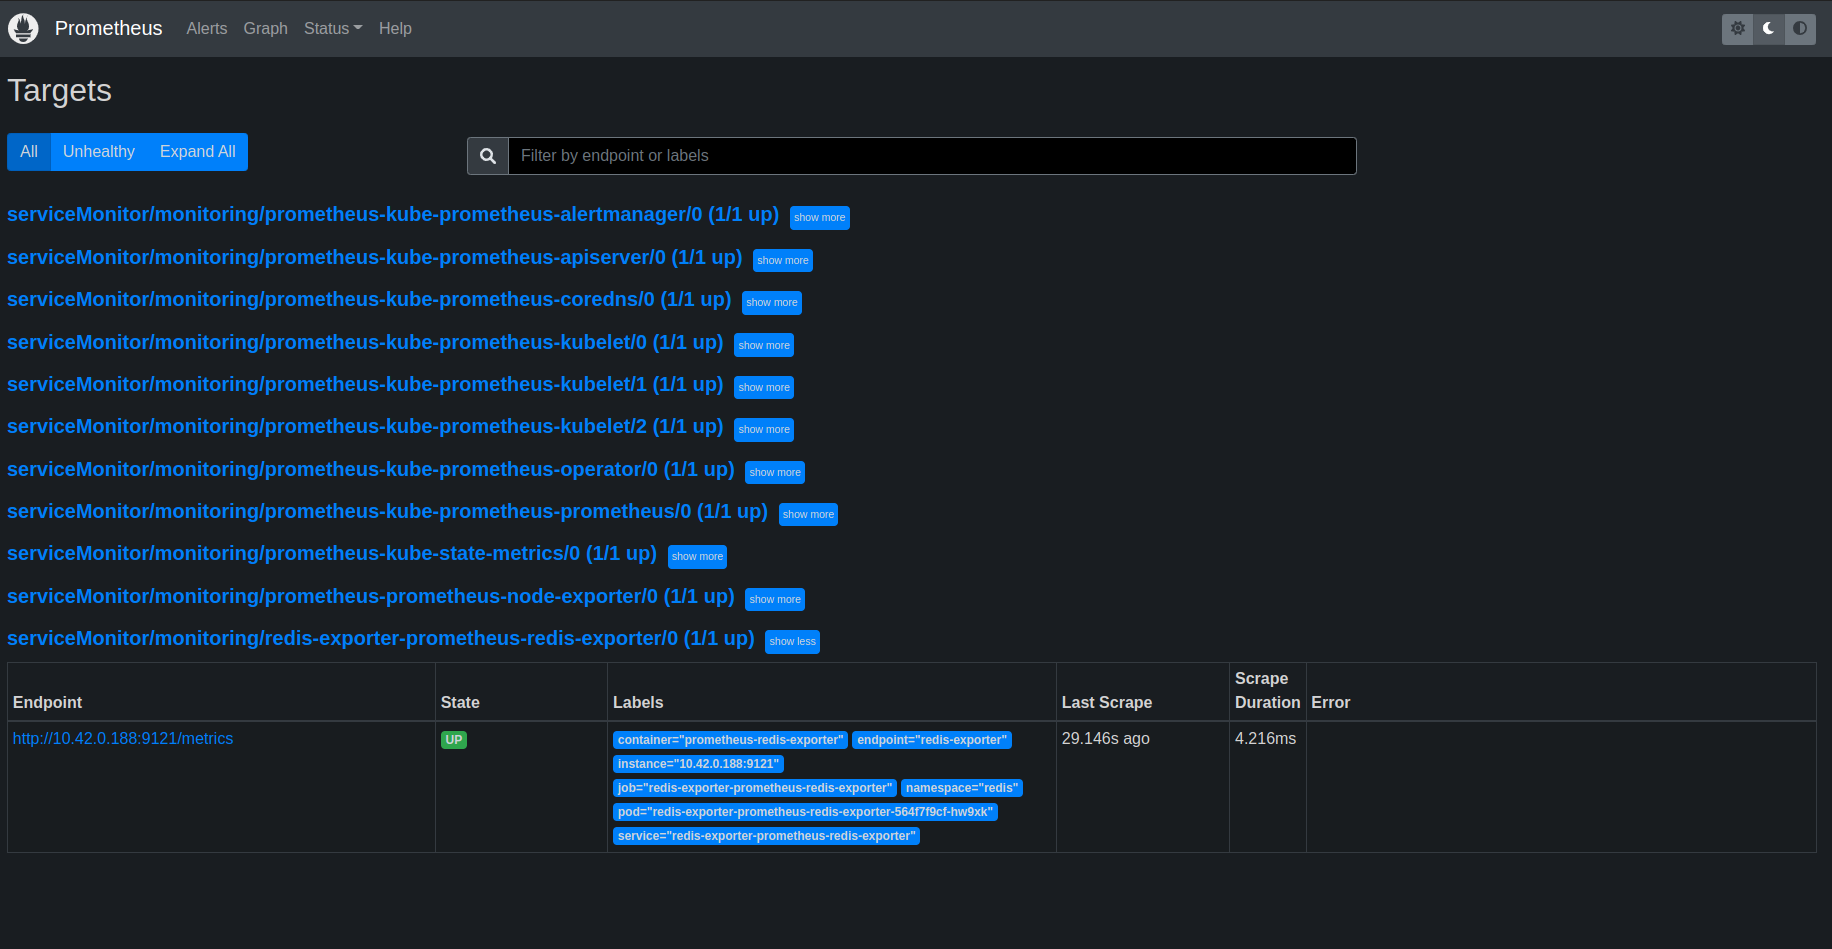 Prometheus Alerts Graph Status Help
Targets
All Unhealthy Expand All Filter by endpoint or labels
serviceMonitor/monitoring/prometheus-kube-prometheus-alertmanager/0 (1/1 up) show more
serviceMonitor/monitoring/prometheus-kube-prometheus-apiserver/0 (1/1 up) show more
serviceMonitor/monitoring/prometheus-kube-prometheus-coredns/0 (1/1 up) show more
serviceMonitor/monitoring/prometheus-kube-prometheus-kubelet/0 (1/1 up) show more
serviceMonitor/monitoring/prometheus-kube-prometheus-kubelet/1 (1/1 up) show more
serviceMonitor/monitoring/prometheus-kube-prometheus-kubelet/2 (1/1 up) show more
serviceMonitor/monitoring/prometheus-kube-prometheus-operator/0 (1/1 up) show more
serviceMonitor/monitoring/prometheus-kube-prometheus-prometheus/0 (1/1 up) show more
serviceMonitor/monitoring/prometheus-kube-state-metrics/0 (1/1 up) show more
serviceMonitor/monitoring/prometheus-prometheus-node-exporter/0 (1/1 up) show more
serviceMonitor/monitoring/redis-exporter-prometheus-redis-exporter/0 (1/1 up) show less
Endpoint State Labels Last Scrape Scrape Duration Error
http://10.42.0.188:9121/metrics UP container="prometheus-redis-exporter" endpoint="redis-exporter" 29.146s ago 4.216ms
instance="10.42.0.188:9121"
job="redis-exporter-prometheus-redis-exporter" namespace="redis"
pod="redis-exporter-prometheus-redis-exporter-564f7f9cf-hw9xk"
service="redis-exporter-prometheus-redis-exporter"